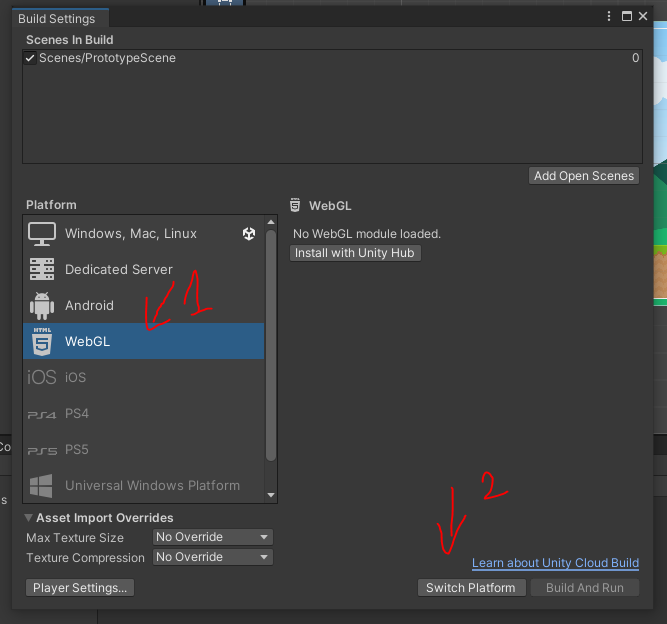 Build Settings
Scenes In Build
Scenes/PrototypeScene 0
Add Open Scenes
Platform
Windows, Mac, Linux
Dedicated Server
Android
1
HTML
5
WebGL
iOS iOS
PS4 PS4
PS5 PS5
Universal Windows Platform
WebGL
No WebGL module loaded.
Install with Unity Hub
2
Asset Import Overrides
Max Texture Size No Override
Texture Compression No Override
Learn about Unity Cloud Build
Player Settings... Switch Platform Build And Run
Co
s